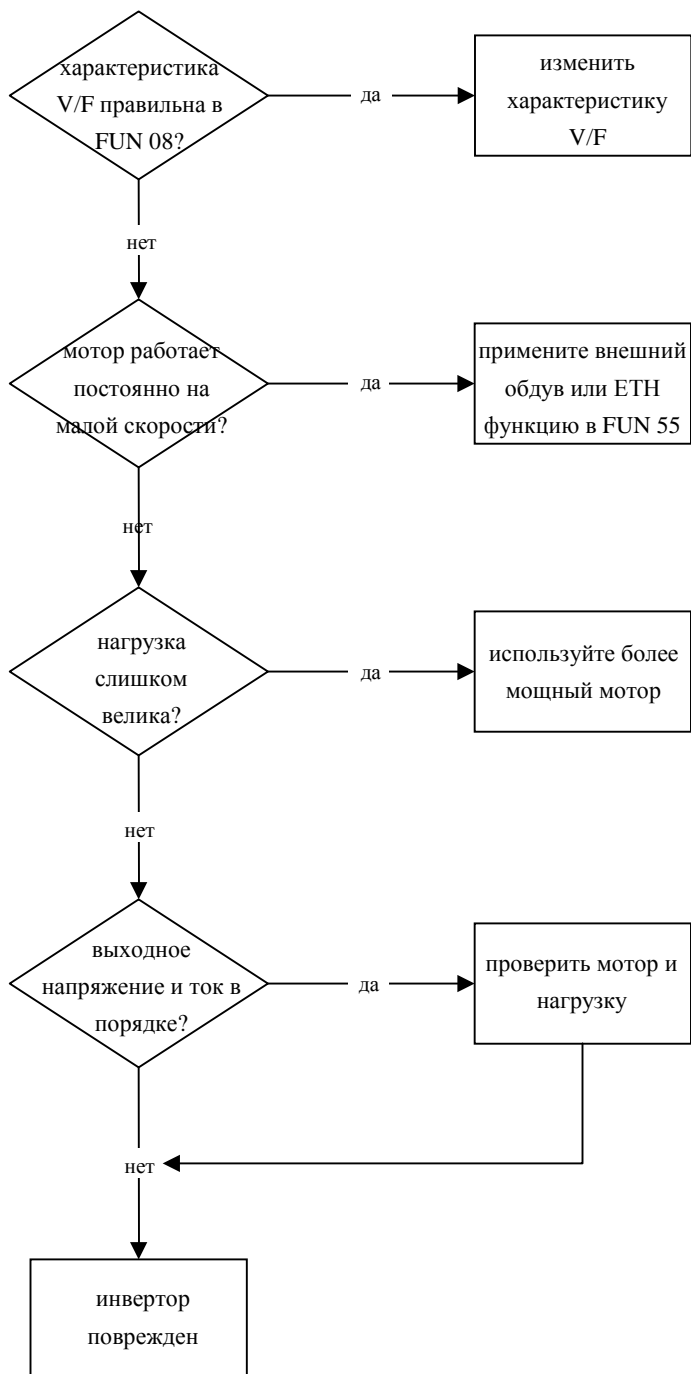 характеристика
V/F правильна в
FUN 08?
да
изменить
характеристику
V/F
нет
мотор работает
постоянно на
малой скорости?
да
примените внешний
обдув или ETH
функцию в FUN 55
нет
нагрузка
слишком
велика?
да
используйте более
мощный мотор
нет
выходное
напряжение и ток в
порядке?
да
проверить мотор и
нагрузку
нет
инвертор
поврежден